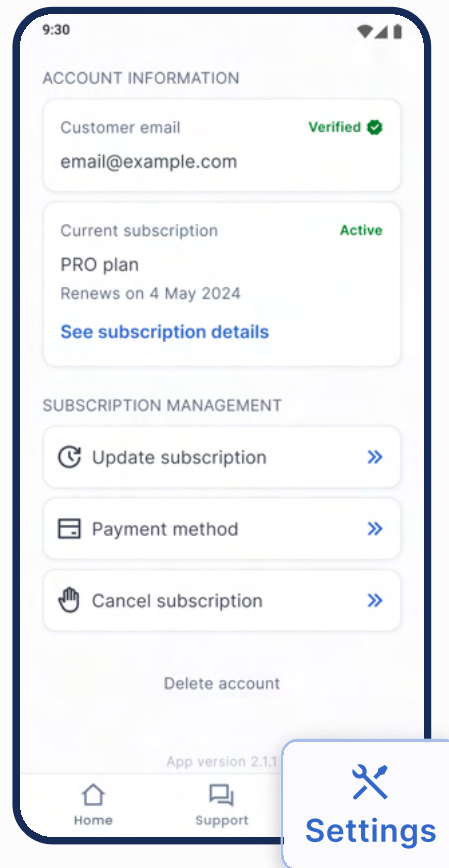 9:30
ACCOUNT INFORMATION
Customer email Verified
email@example.com
Current subscription Active
PRO plan
Renews on 4 May 2024
See subscription details
SUBSCRIPTION MANAGEMENT
Update subscription
Payment method
Cancel subscription
Delete account
App version 2.1.1
Home Support Settings